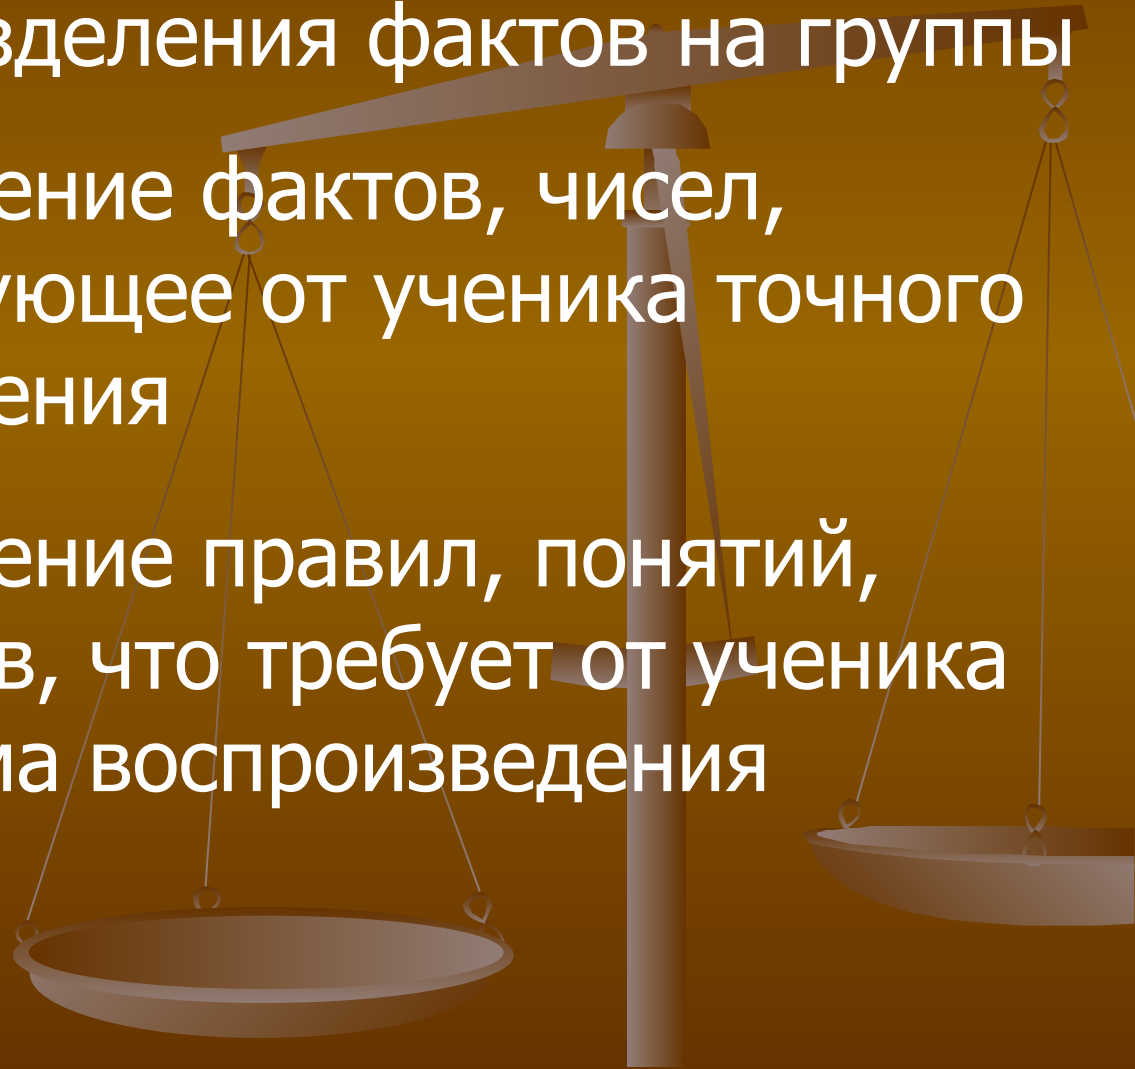 зделения фактов на группы
ение фактов, чисел,
ующее от ученика точного
ения
ение правил, понятий,
в, что требует от ученика
ма воспроизведения